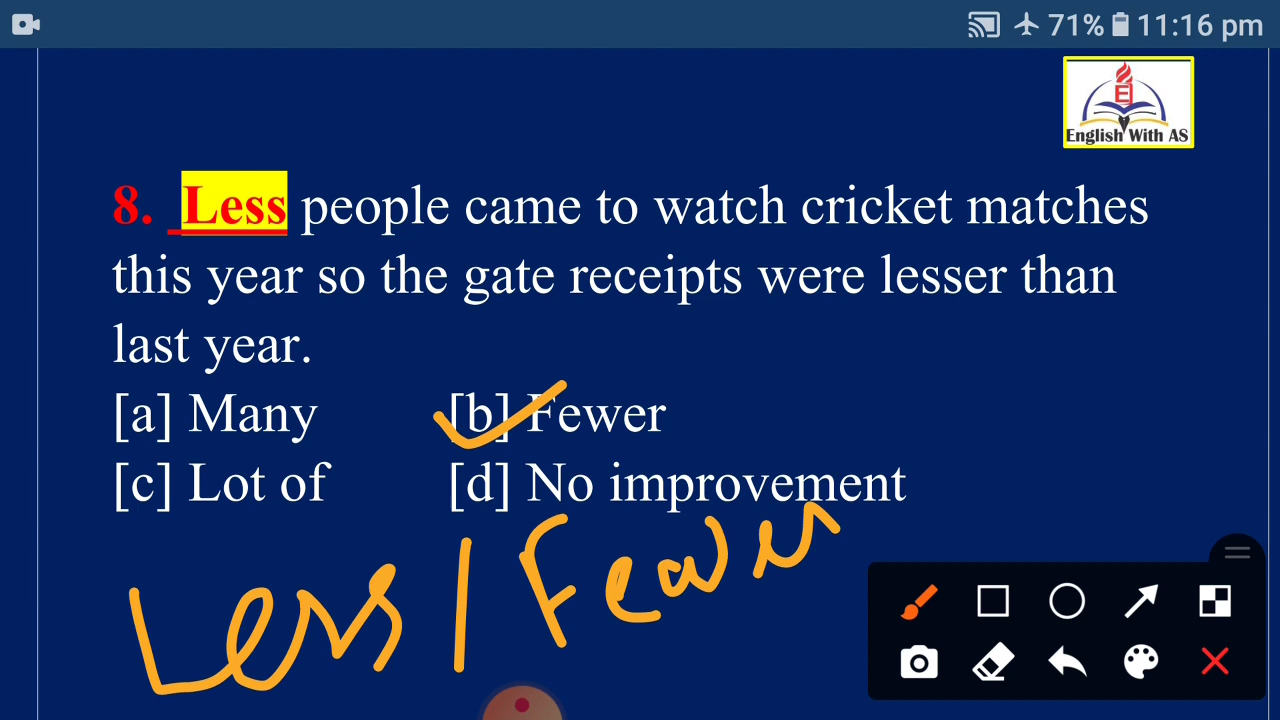 71% 11:16 pm
English With AS
8. Less people came to watch cricket matches
this year so the gate receipts were lesser than
last year.
[a] Many [b] Fewer
[c] Lot of [d] No improvement
Less / Fewer